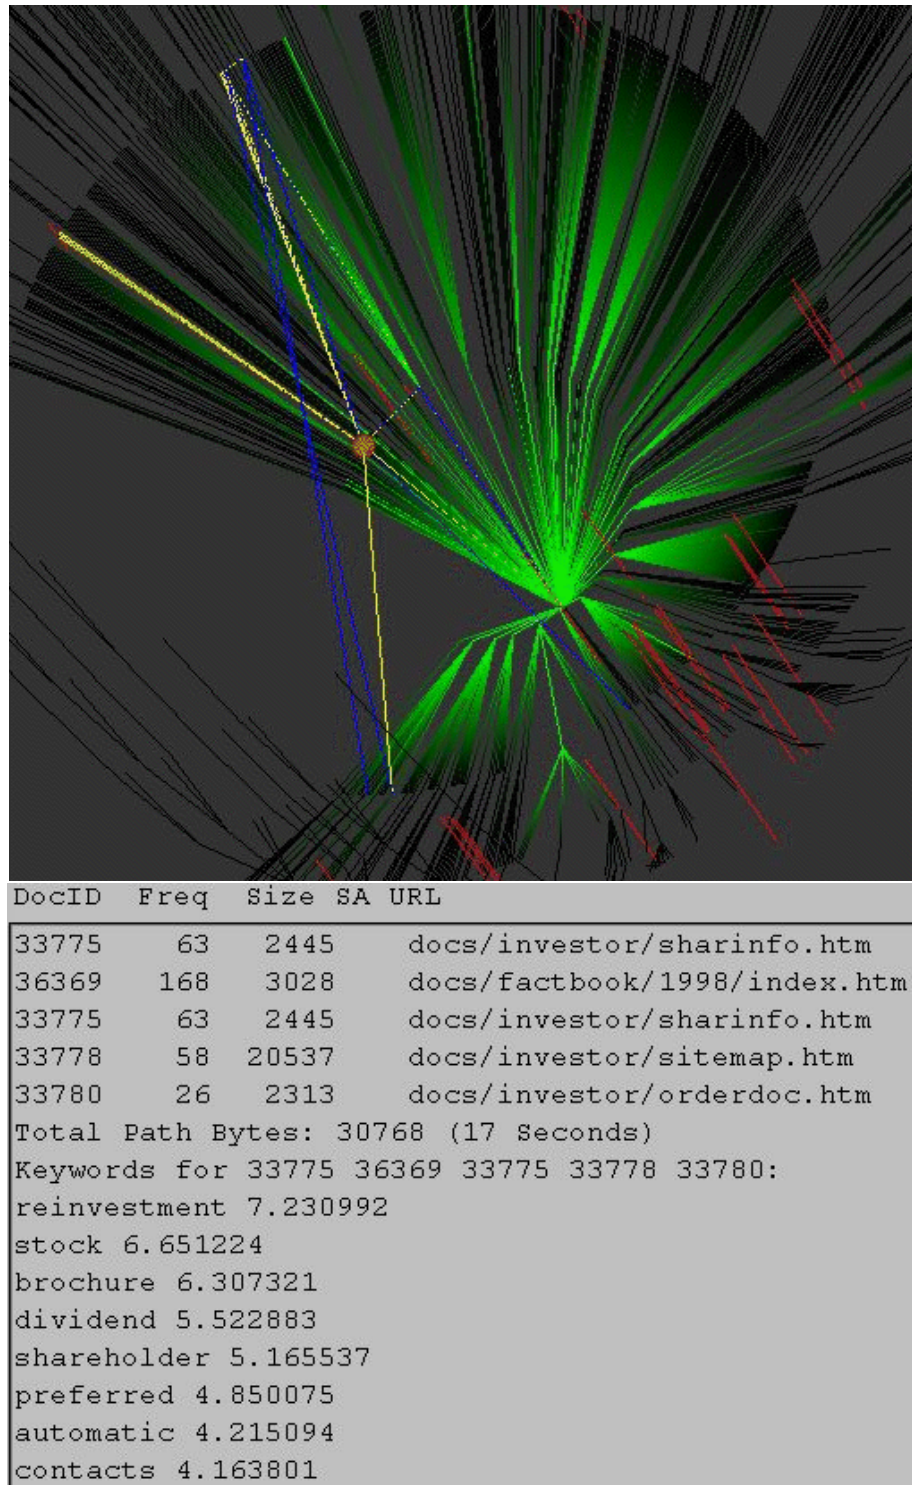 DocID Freq Size SA URL
33775 63 2445 docs/investor/sharinfo.htm
36369 168 3028 docs/factbook/1998/index.htm
33775 63 2445 docs/investor/sharinfo.htm
33778 58 20537 docs/investor/sitemap.htm
33780 26 2313 docs/investor/orderdoc.htm
Total Path Bytes: 30768 (17 Seconds)
Keywords for 33775 36369 33775 33778 33780:
reinvestment 7.230992
stock 6.651224
brochure 6.307321
dividend 5.522883
shareholder 5.165537
preferred 4.850075
automatic 4.215094
contacts 4.163801